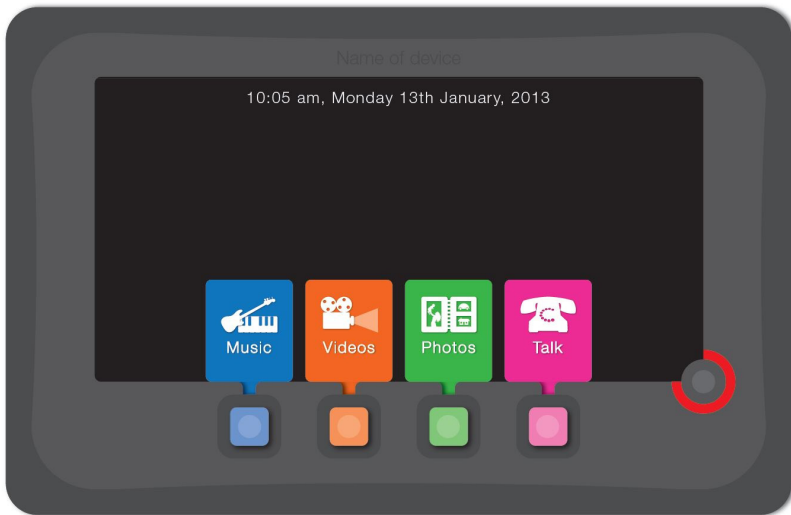 Name of device
10:05 am, Monday 13th January, 2013
Music
Videos
Photos
Talk